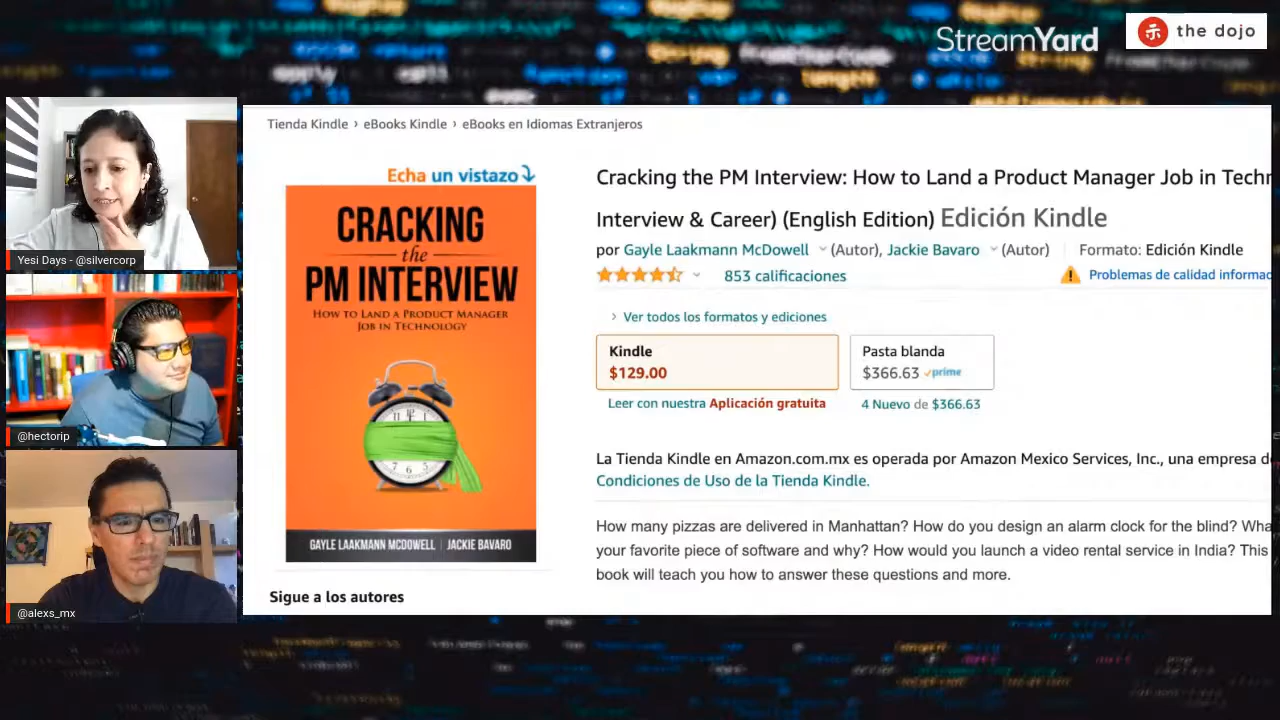 StreamYard
the dojo
Yesi Days - @silvercorp
@hectorip
@alexs_mx
Tienda Kindle › eBooks Kindle › eBooks en Idiomas Extranjeros
Echa un vistazo
CRACKING
the
PM INTERVIEW
HOW TO LAND A PRODUCT MANAGER
JOB IN TECHNOLOGY
GAYLE LAAKMANN MCDOWELL | JACKIE BAVARO
Sigue a los autores
Cracking the PM Interview: How to Land a Product Manager Job in Techn
Interview & Career) (English Edition) Edición Kindle
por Gayle Laakmann McDowell (Autor), Jackie Bavaro (Autor) Formato: Edición Kindle
853 calificaciones
Problemas de calidad informac
› Ver todos los formatos y ediciones
Kindle
$129.00
Pasta blanda
$366.63 prime
Leer con nuestra Aplicación gratuita
4 Nuevo de $366.63
La Tienda Kindle en Amazon.com.mx es operada por Amazon Mexico Services, Inc., una empresa de
Condiciones de Uso de la Tienda Kindle.
How many pizzas are delivered in Manhattan? How do you design an alarm clock for the blind? Wha
your favorite piece of software and why? How would you launch a video rental service in India? This
book will teach you how to answer these questions and more.